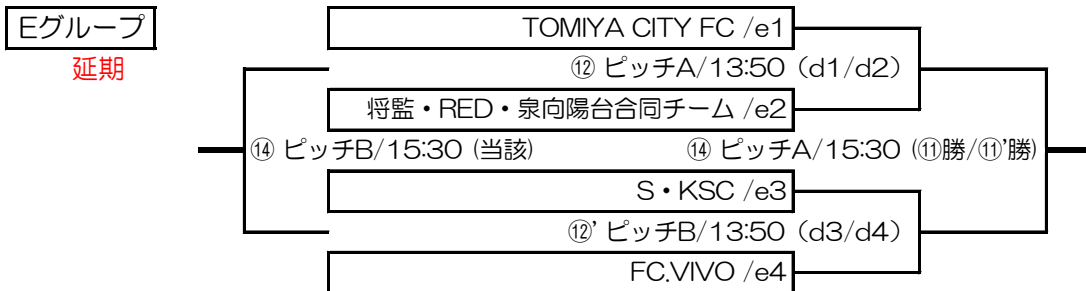 Eグループ
延期
TOMIYA CITY FC /e1
⑫ ピッチA/13:50（d1/d2）
将監・RED・泉向陽台合同チーム /e2
⑭ ピッチB/15:30 (当該)
⑭ ピッチA/15:30 (⑪勝/⑪’勝)
S・KSC /e3
⑫’ ピッチB/13:50（d3/d4）
FC.VIVO /e4